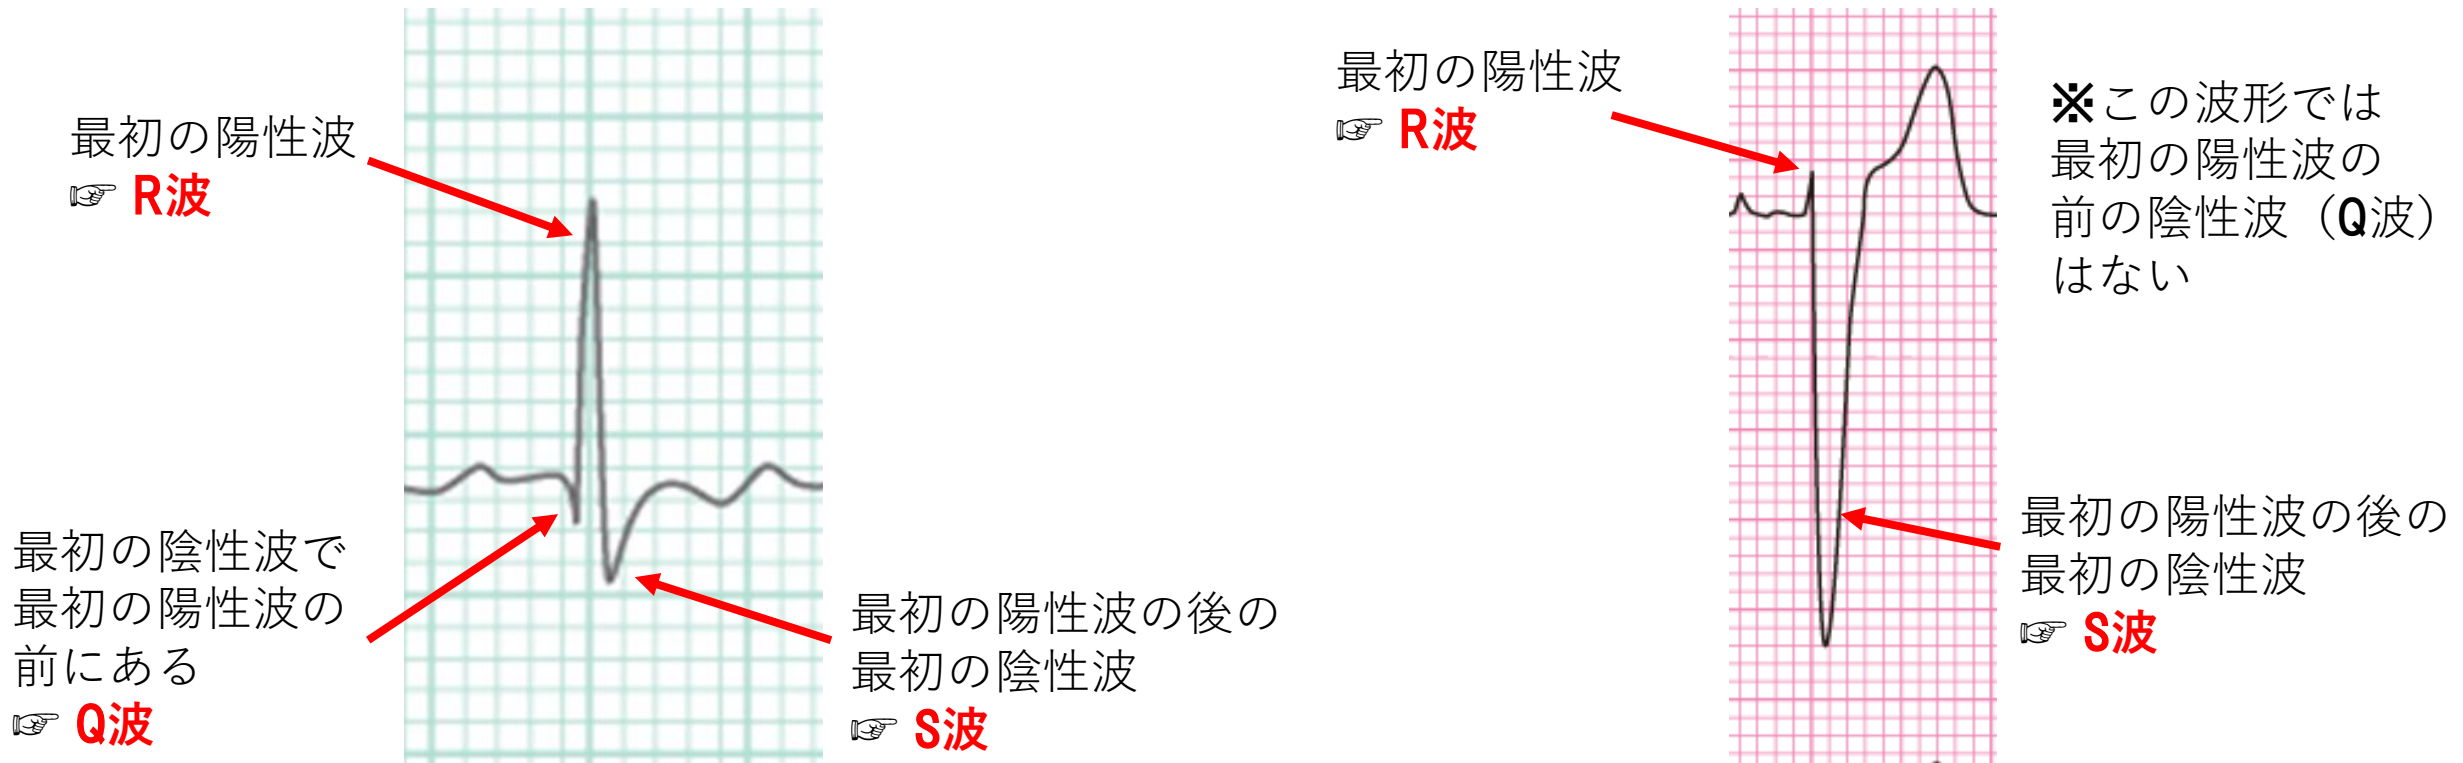 最初の陽性波
☞ R波
最初の陰性波で
最初の陽性波の
前にある
☞ Q波
最初の陽性波の後の
最初の陰性波
☞ S波
最初の陽性波
☞ R波
※この波形では
最初の陽性波の
前の陰性波（Q波）
はない
最初の陽性波の後の
最初の陰性波
☞ S波